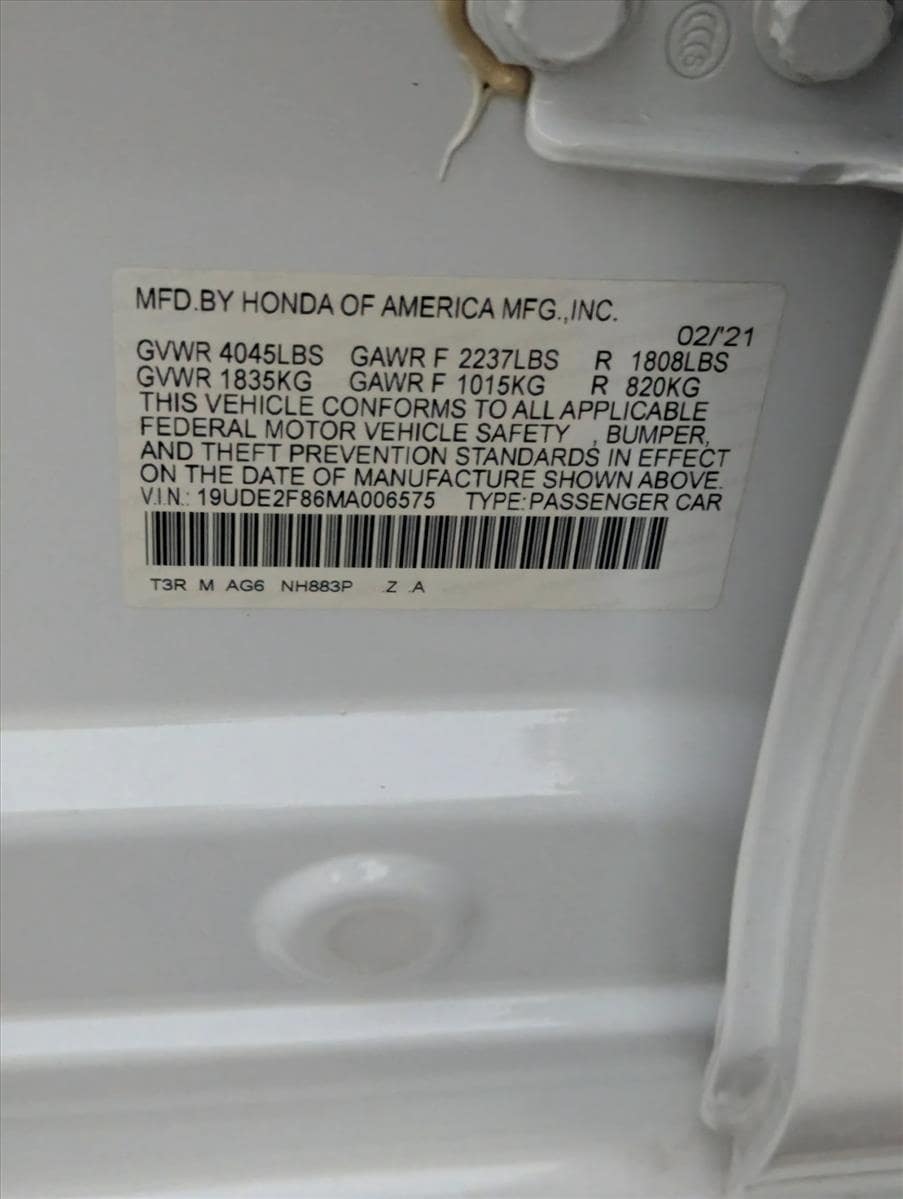 MFD.BY HONDA OF AMERICA MFG.,INC.
02/'21
GVWR 4045LBS GAWR F 2237LBS R 1808LBS
GVWR 1835KG GAWR F 1015KG R 820KG
THIS VEHICLE CONFORMS TO ALL APPLICABLE
FEDERAL MOTOR VEHICLE SAFETY , BUMPER,
AND THEFT PREVENTION STANDARDS IN EFFECT
ON THE DATE OF MANUFACTURE SHOWN ABOVE.
V.I.N.: 19UDE2F86MA006575 TYPE:PASSENGER CAR
T3R M AG6 NH883P .Z .A